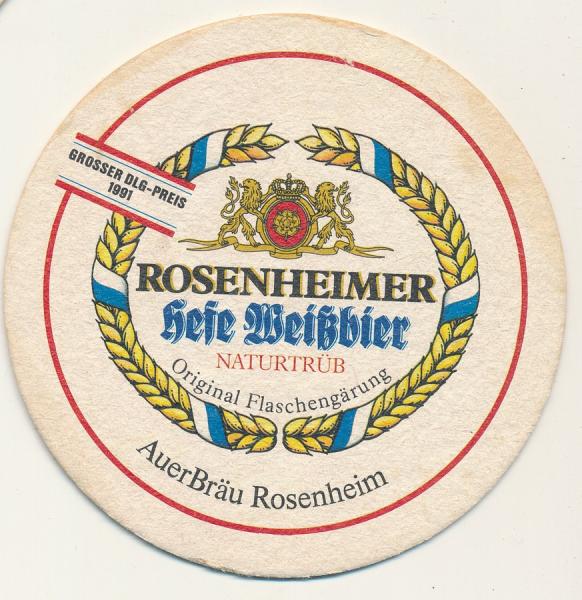 GROSSER DLG-PREIS
1991
ROSENHEIMER
Hefe Weißbier
NATURTRÜB
Original Flaschengärung
AuerBräu Rosenheim